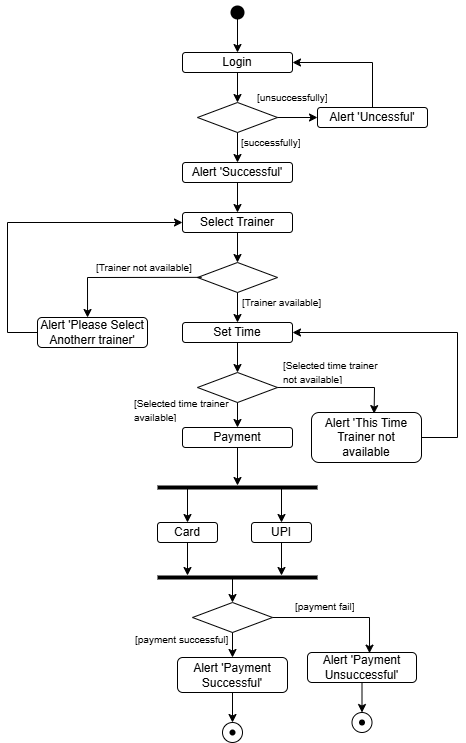 Login
[unsuccessfully]
Alert 'Uncessful'
[successfully]
Alert 'Successful'
Select Trainer
[Trainer not available]
[Trainer available]
Alert 'Please Select
Anotherr trainer'
Set Time
[Selected time trainer
not available]
[Selected time trainer
available]
Alert 'This Time
Trainer not
available
Payment
Card
UPI
[payment fail]
[payment successful]
Alert 'Payment
Successful'
Alert 'Payment
Unsuccessful'